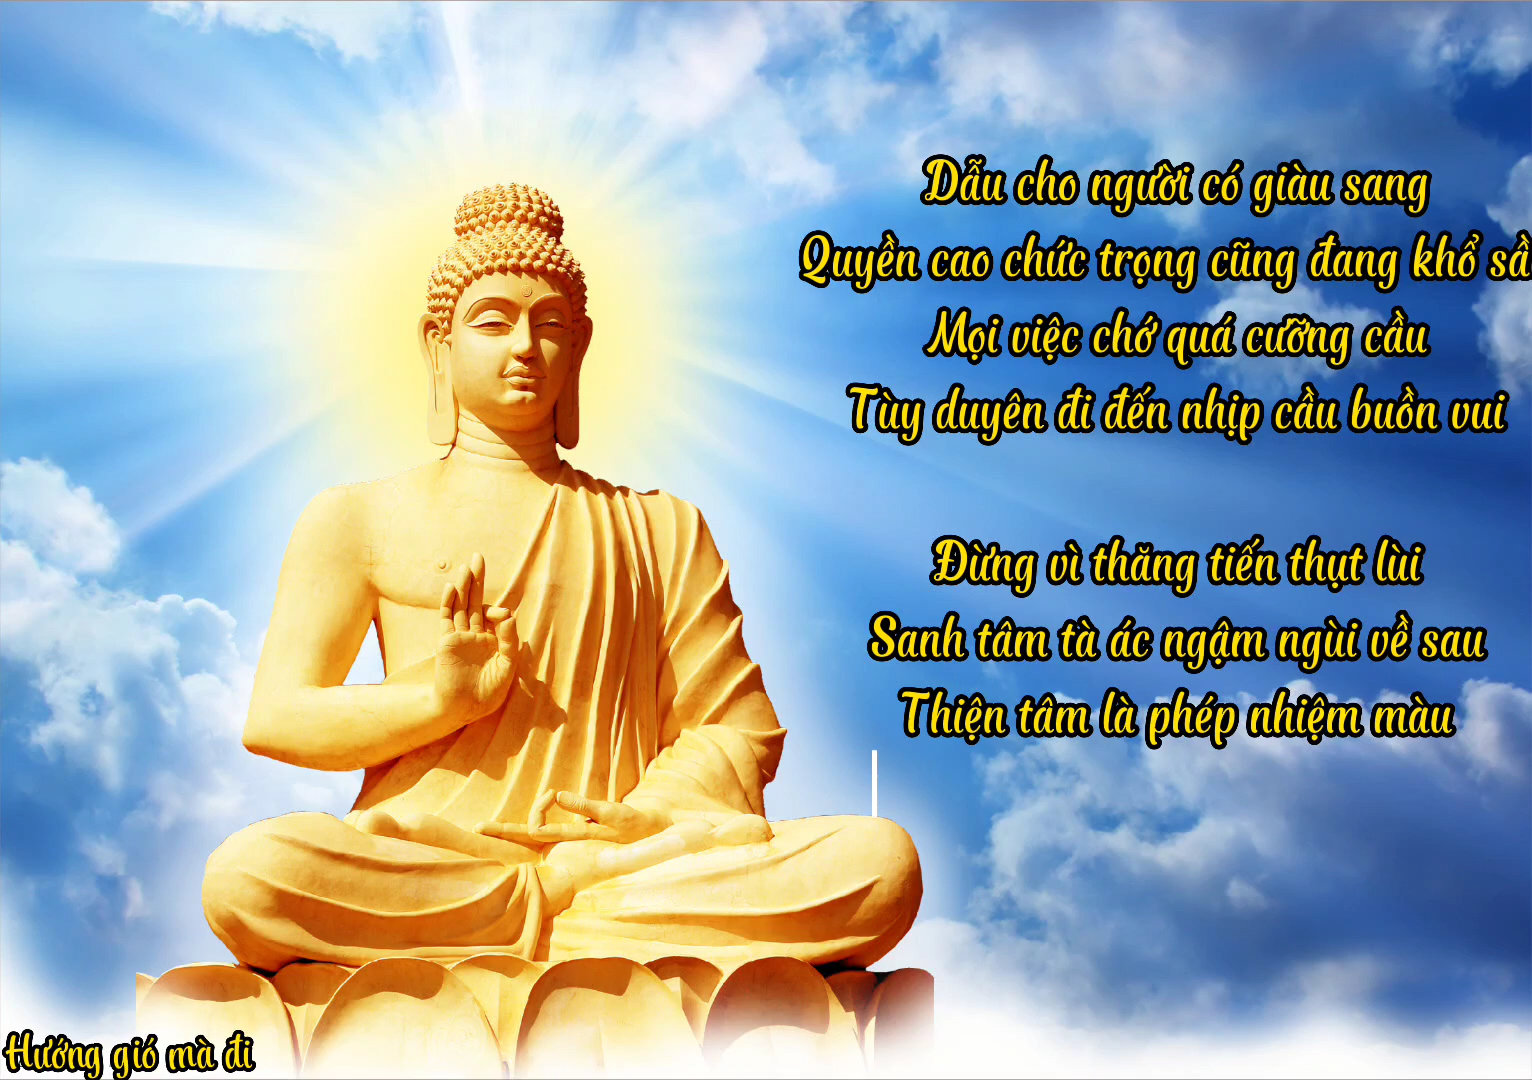 Dẫu cho người có giàu sang
Quyền cao chức trọng cũng đang khổ sầ
Mọi việc chớ quá cưỡng cầu
Tùy duyên đi đến nhịp cầu buồn vui
Đừng vì thăng tiến thụt lùi
Sanh tâm tà ác ngậm ngùi về sau
Thiện tâm là phép nhiệm màu
Hướng gió mà đi